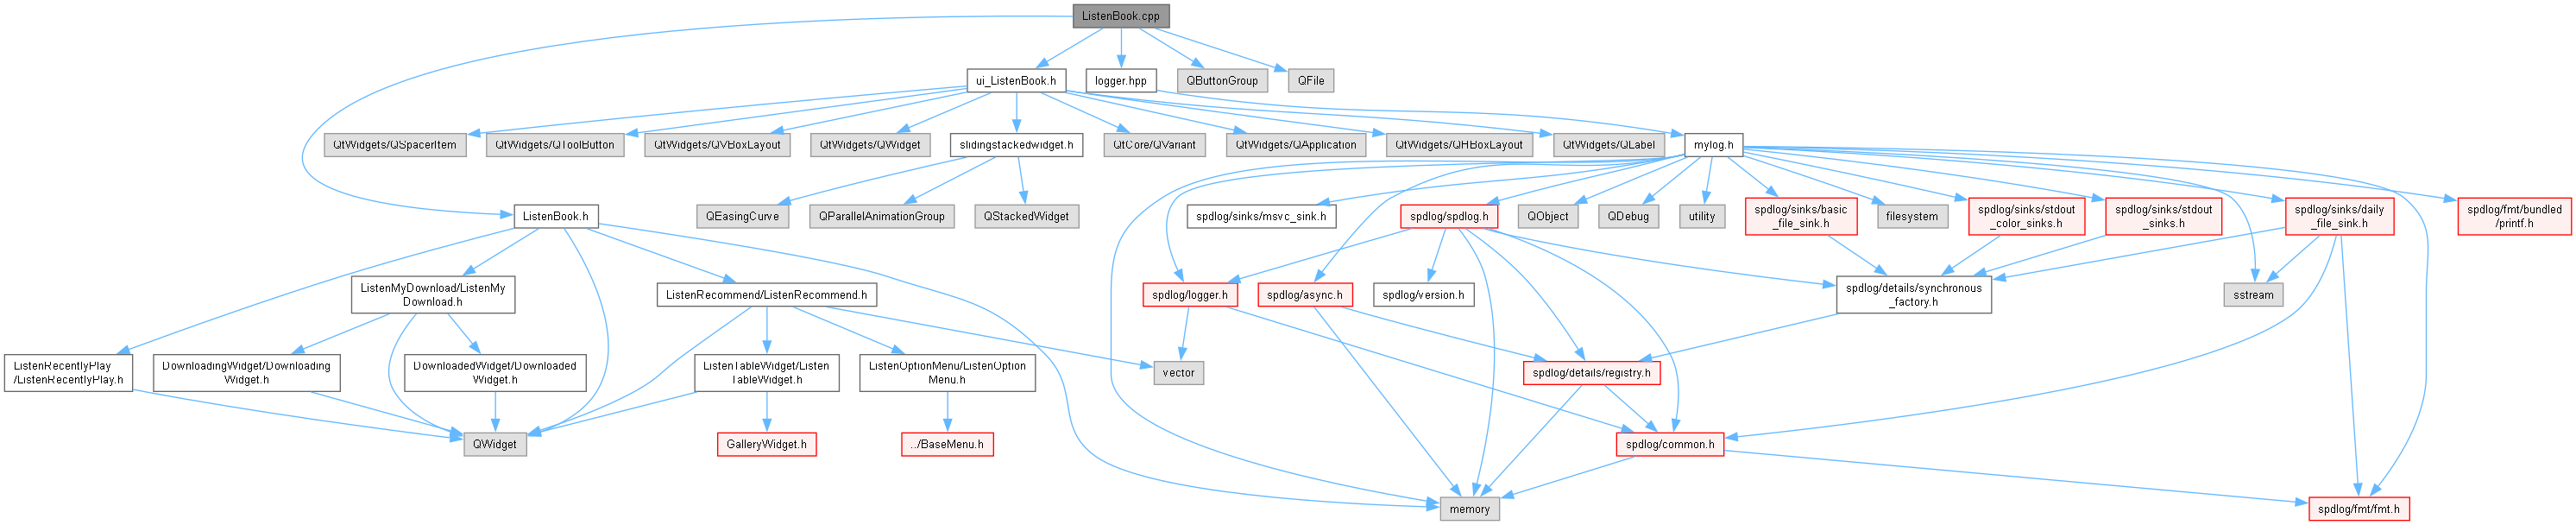 ListenBook.cpp
ui_ListenBook.h
logger.hpp
QButtonGroup
QFile
QtWidgets/QSpacerItem
QtWidgets/QToolButton
QtWidgets/QVBoxLayout
QtWidgets/QWidget
slidingstackedwidget.h
QtCore/QVariant
QtWidgets/QApplication
QtWidgets/QHBoxLayout
QtWidgets/QLabel
mylog.h
ListenBook.h
QEasingCurve
QParallelAnimationGroup
QStackedWidget
spdlog/sinks/msvc_sink.h
spdlog/spdlog.h
QObject
QDebug
utility
spdlog/sinks/basic
_file_sink.h
filesystem
spdlog/sinks/stdout
_color_sinks.h
spdlog/sinks/stdout
_sinks.h
spdlog/sinks/daily
_file_sink.h
spdlog/fmt/bundled
/printf.h
ListenMyDownload/ListenMy
Download.h
ListenRecommend/ListenRecommend.h
spdlog/logger.h
spdlog/async.h
spdlog/version.h
spdlog/details/synchronous
_factory.h
sstream
ListenRecentlyPlay
/ListenRecentlyPlay.h
DownloadingWidget/Downloading
Widget.h
DownloadedWidget/Downloaded
Widget.h
ListenTableWidget/Listen
TableWidget.h
ListenOptionMenu/ListenOption
Menu.h
vector
spdlog/details/registry.h
QWidget
GalleryWidget.h
../BaseMenu.h
spdlog/common.h
memory
spdlog/fmt/fmt.h